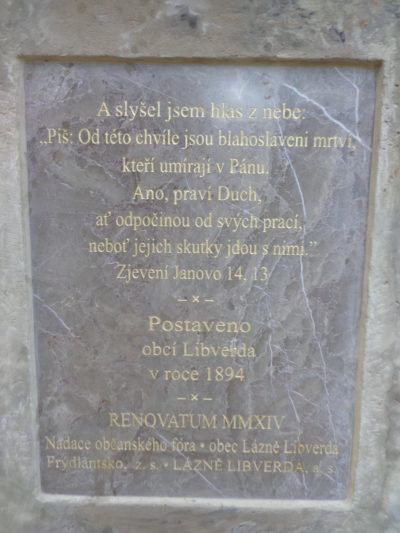 A slyšel jsem hlas z nebe:
„Piš: Od této chvíle jsou blahoslavení mrtví,
kteří umírají v Pánu.
Ano, praví Duch,
ať odpočinou od svých prací,
neboť jejich skutky jdou s nimi.”
Zjevení Janovo 14, 13
– × –
Postaveno
obcí Libverda
v roce 1894
– × –
RENOVATUM MMXIV
Nadace občanského fóra • obec Lázně Libverda
Frýdlantsko, z. s. • LÁZNĚ LIBVERDA, a. s.